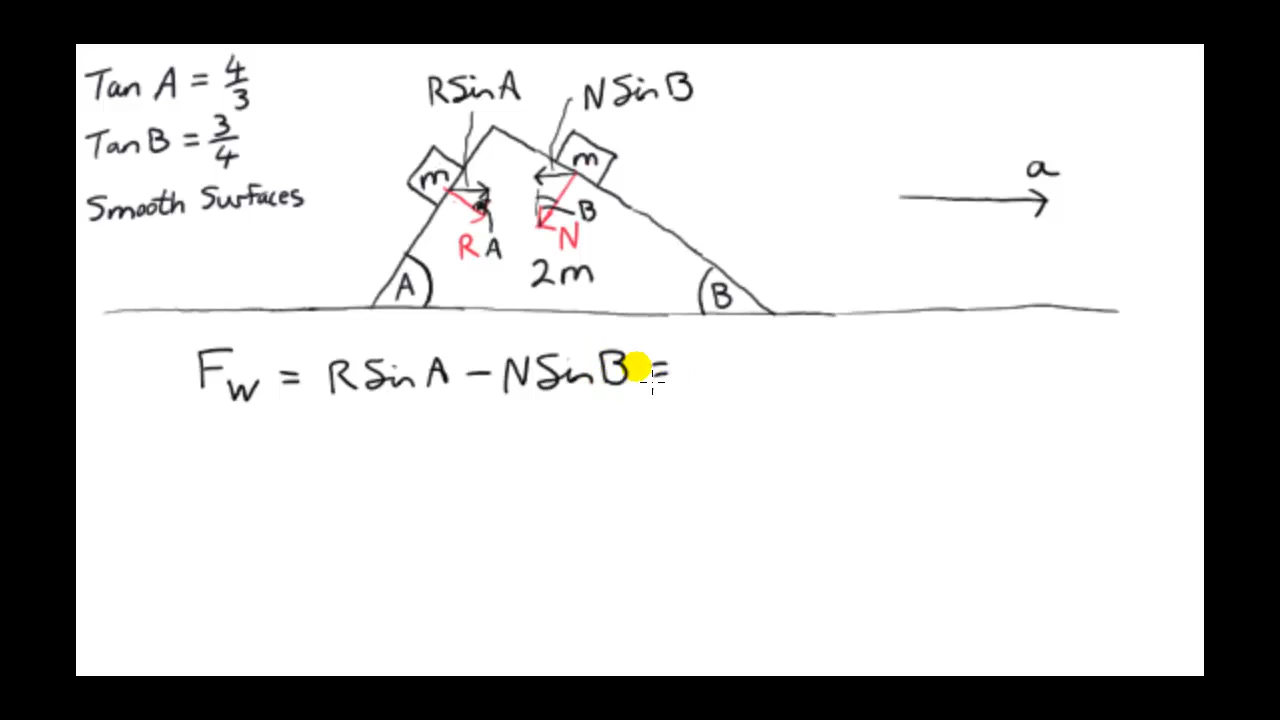 Tan A = 4/3
Tan B = 3/4
Smooth Surfaces
RSinA
NSinB
m
m
a
B
R A
N
2m
A
B
F_W = RSinA - NSinB =